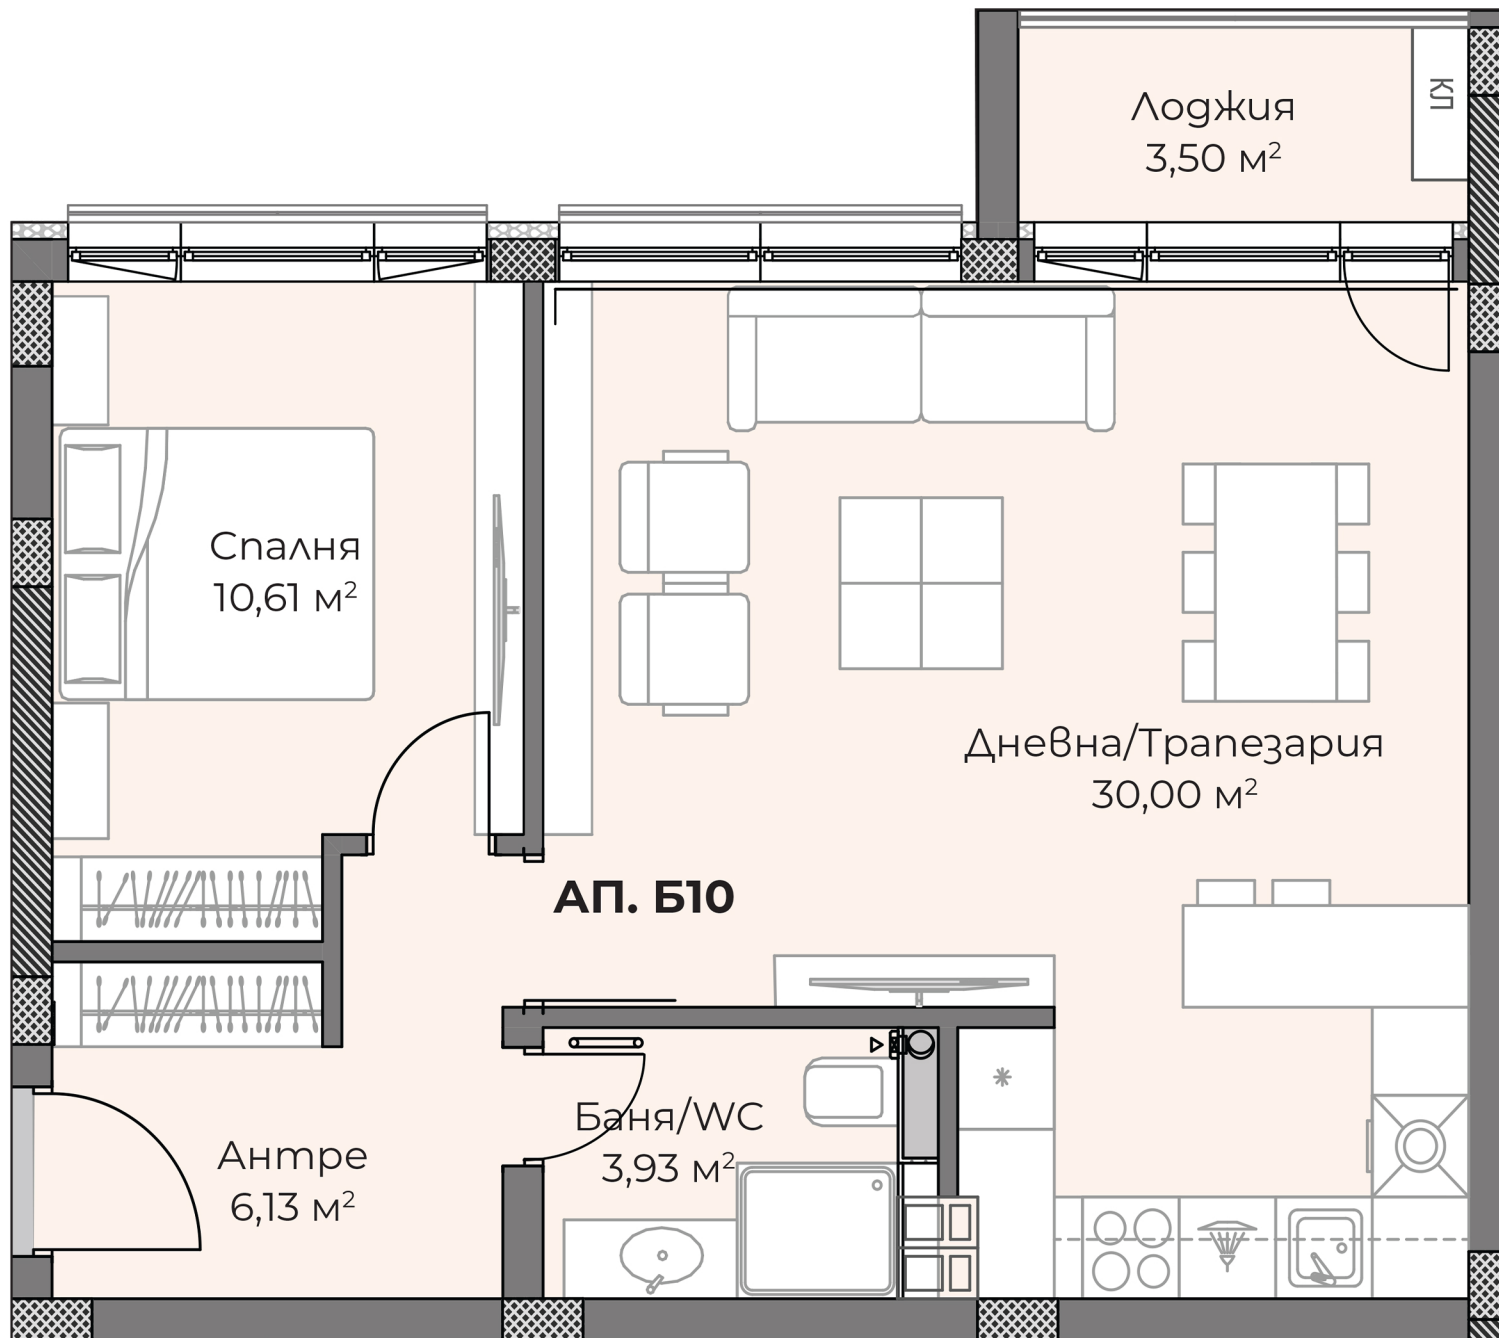 Лоджия
3,50 м²
КЛ
Спалня
10,61 м²
Дневна/Трапезария
30,00 м²
АП. Б10
Баня/WC
3,93 м²
Антре
6,13 м²